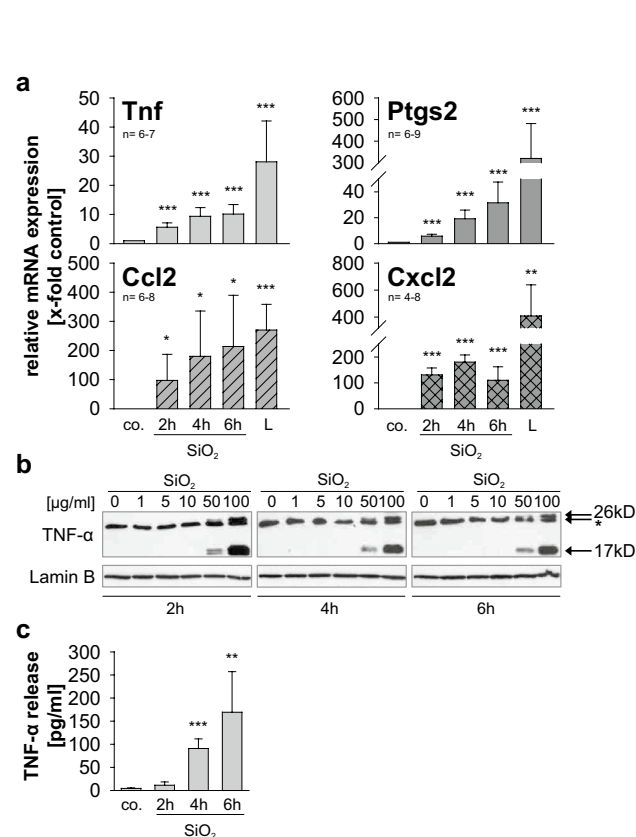 a
relative mRNA expression
[x-fold control]
Tnf
n= 6-7
50
40
30
20
10
0
***
***
***
***
Ptgs2
n= 6-9
600
500
400
300
40
20
0
***
***
***
***
Ccl2
n= 6-8
500
400
300
200
100
0
*
*
*
***
co. 2h 4h 6h L
SiO2
Cxcl2
n= 4-8
800
600
400
200
100
0
***
***
***
**
co. 2h 4h 6h L
SiO2
b
SiO2 SiO2 SiO2
[µg/ml] 0 1 5 10 50 100 0 1 5 10 50 100 0 1 5 10 50 100
TNF-α
26kD
*
17kD
Lamin B
2h 4h 6h
c
TNF-α release
[pg/ml]
300
250
200
150
100
50
0
***
**
co. 2h 4h 6h
SiO2